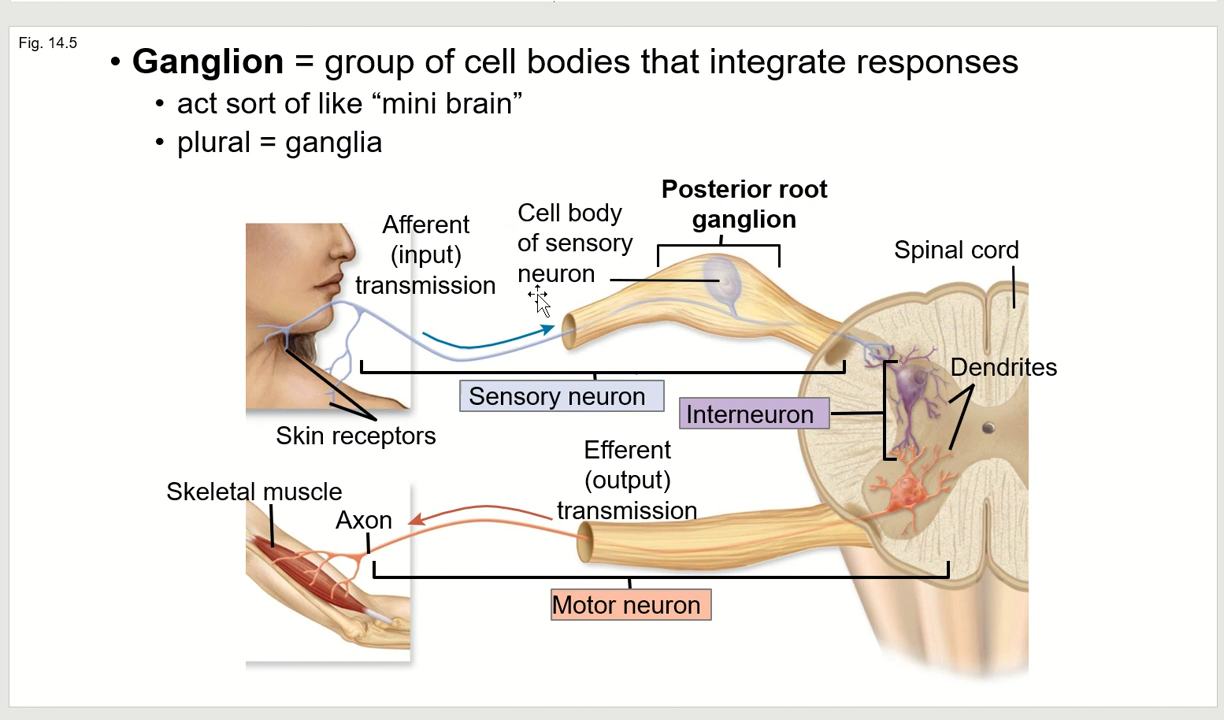 Fig. 14.5
• Ganglion = group of cell bodies that integrate responses
• act sort of like “mini brain”
• plural = ganglia
Posterior root
ganglion
Cell body
of sensory
neuron
Afferent
(input)
transmission
Spinal cord
Dendrites
Sensory neuron
Interneuron
Skin receptors
Efferent
(output)
transmission
Skeletal muscle
Axon
Motor neuron